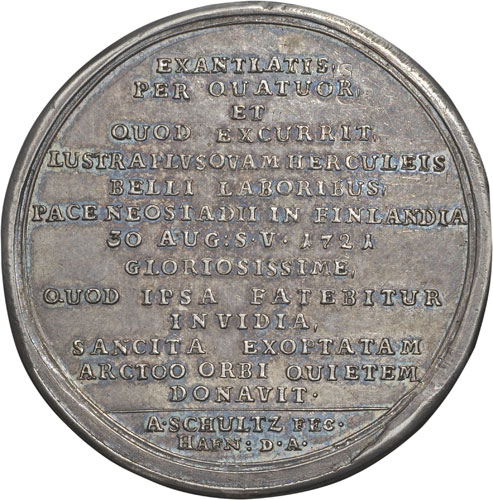 EXANTLATIS,
PER QUATUOR,
ET
QUOD EXCURRIT,
LUSTRA PLUSQUAM HERCULEIS
BELLI LABORIBUS,
PACE NEOSTADII IN FINLANDIA
30 AUG: S. V. 1721
GLORIOSISSIME,
QUOD IPSA FATEBITUR
INVIDIA,
SANCITA EXOPTATAM
ARCTOO ORBI QUIETEM
DONAVIT.
A. SCHULTZ FEC.
HAFN: D. A.